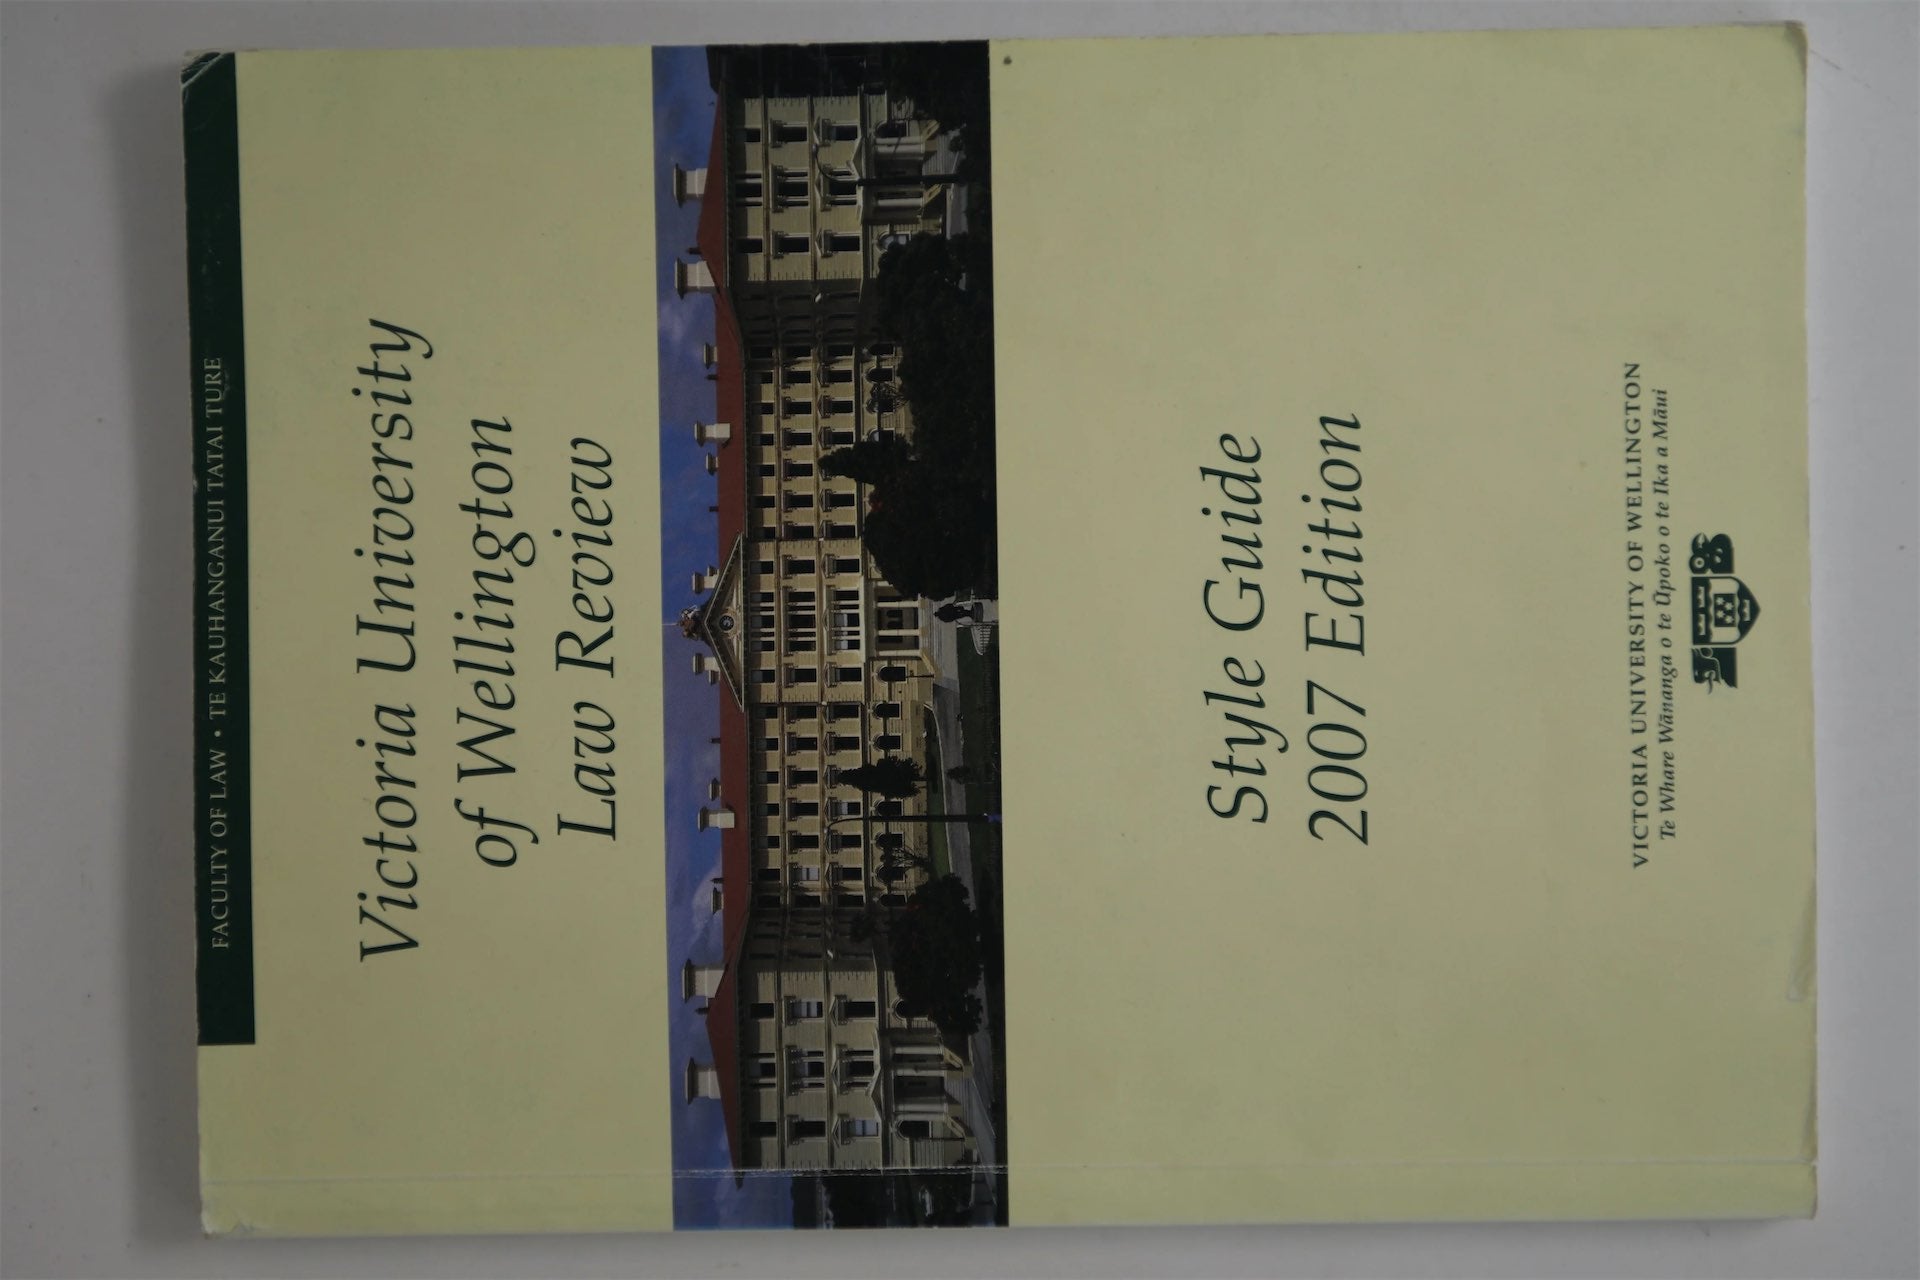 FACULTY OF LAW • TE KAUHANGANUI TATAI TURE
Victoria University
of Wellington
Law Review
Style Guide
2007 Edition
VICTORIA UNIVERSITY OF WELLINGTON
Te Whare Wānanga o te Ūpoko o te Ika a Māui